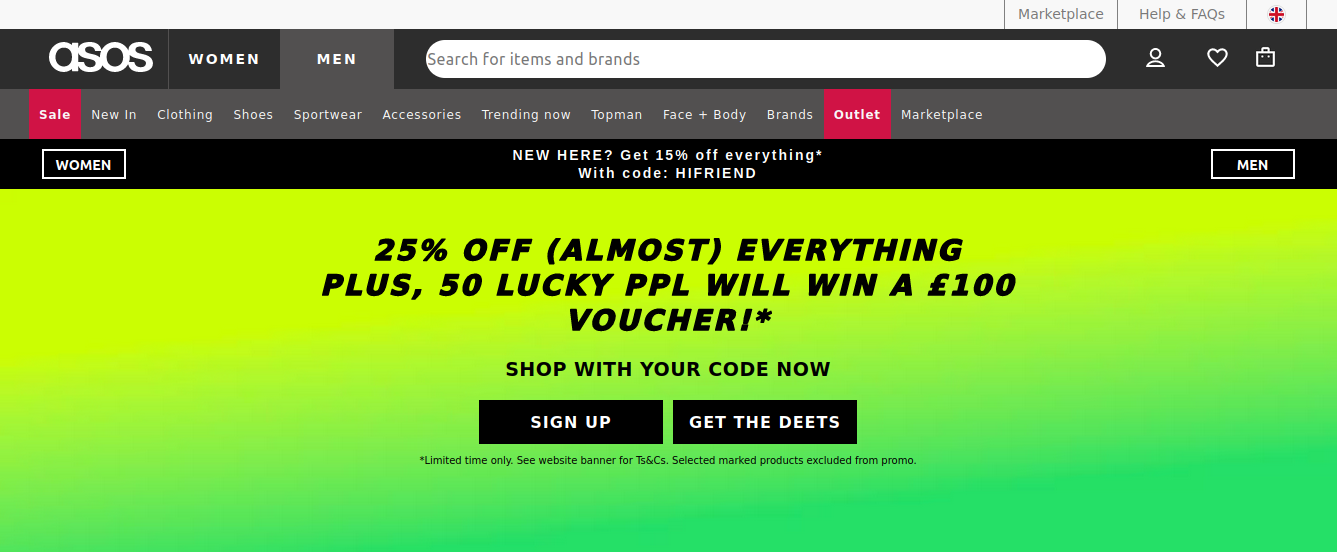 Marketplace
Help & FAQs
asos
WOMEN
MEN
Search for items and brands
Sale
New In
Clothing
Shoes
Sportwear
Accessories
Trending now
Topman
Face + Body
Brands
Outlet
Marketplace
WOMEN
NEW HERE? Get 15% off everything*
With code: HIFRIEND
MEN
25% OFF (ALMOST) EVERYTHING
PLUS, 50 LUCKY PPL WILL WIN A £100
VOUCHER!*
SHOP WITH YOUR CODE NOW
SIGN UP
GET THE DEETS
*Limited time only. See website banner for Ts&Cs. Selected marked products excluded from promo.